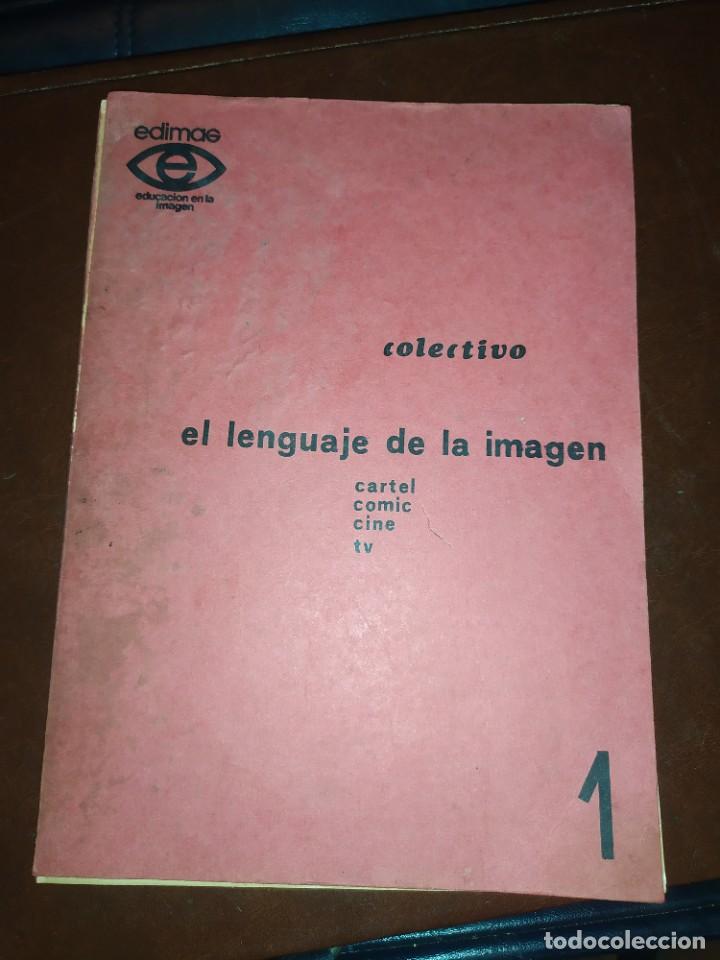 edimae
e
educacion en la
imagen
colectivo
el lenguaje de la imagen
cartel
comic
cine
tv
1
todocoleccion